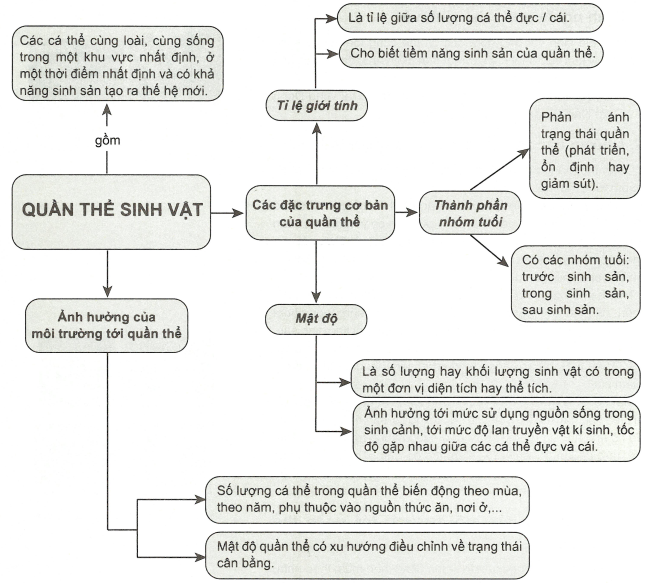 Là tỉ lệ giữa số lượng cá thể đực / cái.
Cho biết tiềm năng sinh sản của quần thể.
Tỉ lệ giới tính
Các cá thể cùng loài, cùng sống
trong một khu vực nhất định, ở
một thời điểm nhất định và có khả
năng sinh sản tạo ra thế hệ mới.
gồm
QUẦN THỂ SINH VẬT
Các đặc trưng cơ bản
của quần thể
Thành phần
nhóm tuổi
Phản ánh
trạng thái quần
thể (phát triển,
ổn định hay
giảm sút).
Có các nhóm tuổi:
trước sinh sản,
trong sinh sản,
sau sinh sản.
Mật độ
Là số lượng hay khối lượng sinh vật có trong
một đơn vị diện tích hay thể tích.
Ảnh hưởng tới mức sử dụng nguồn sống trong
sinh cảnh, tới mức độ lan truyền vật kí sinh, tốc
độ gặp nhau giữa các cá thể đực và cái.
Ảnh hưởng của
môi trường tới quần thể
Số lượng cá thể trong quần thể biến động theo mùa,
theo năm, phụ thuộc vào nguồn thức ăn, nơi ở,...
Mật độ quần thể có xu hướng điều chỉnh về trạng thái
cân bằng.